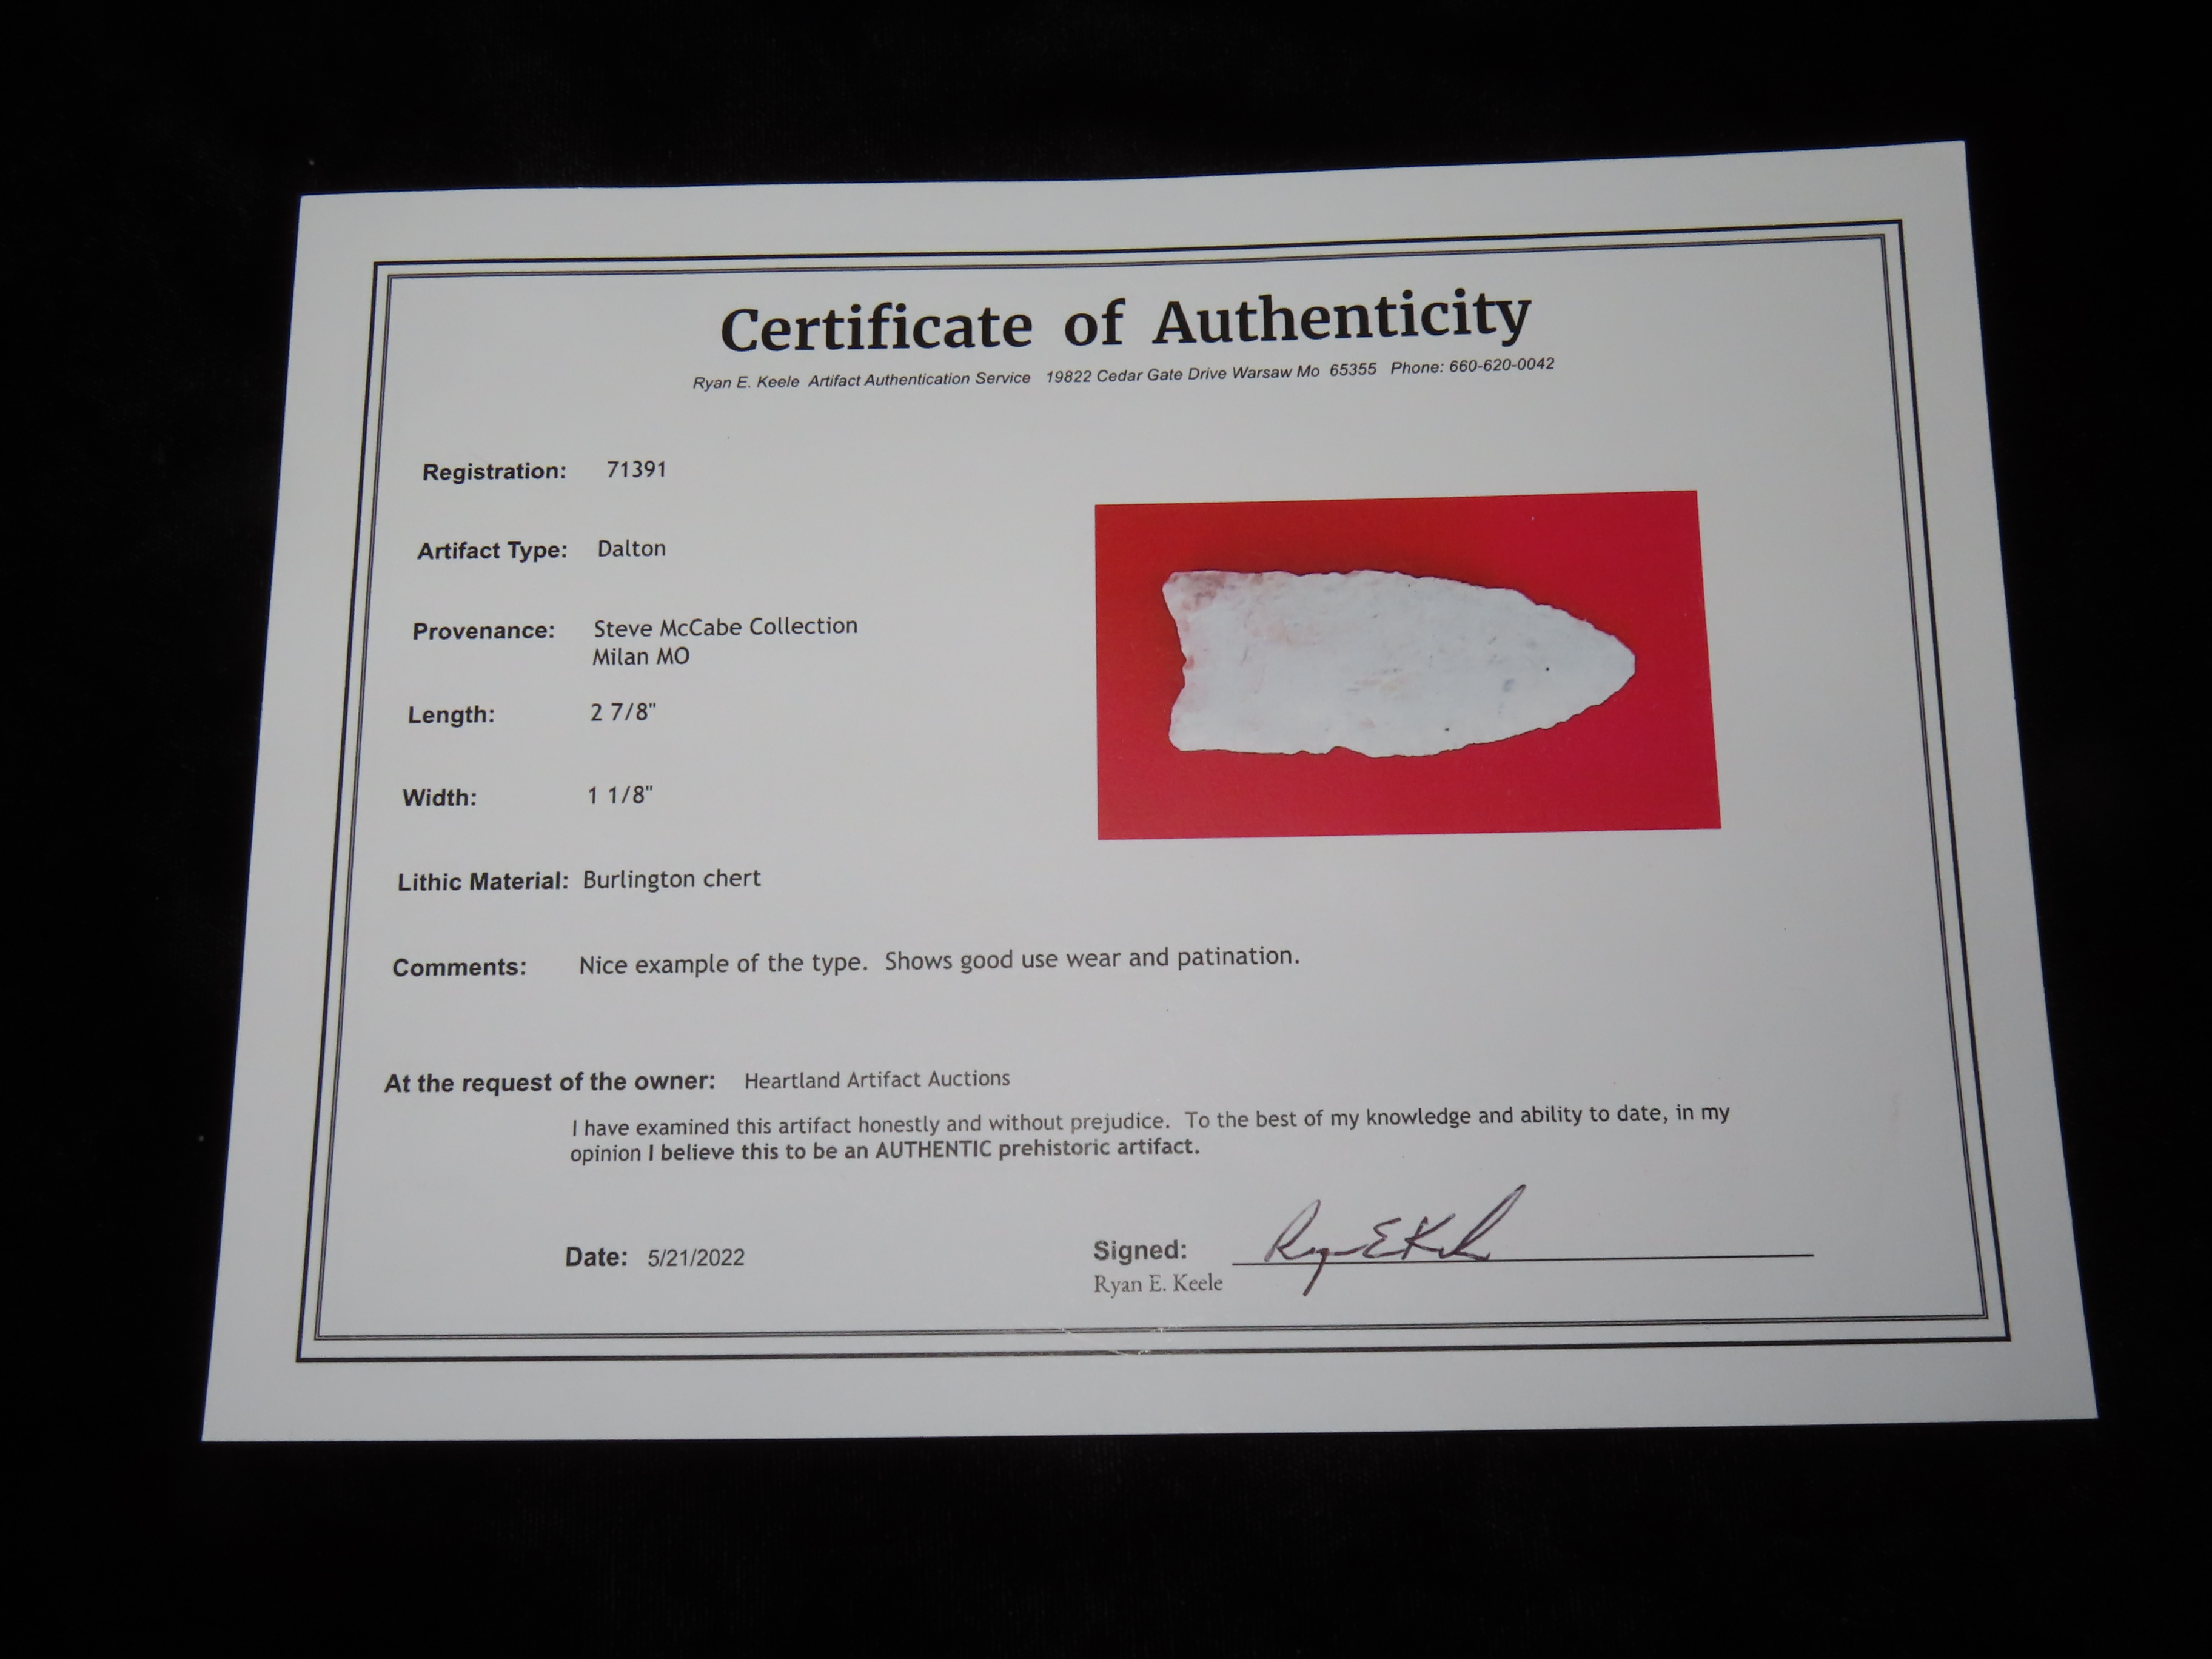 Certificate of Authenticity
Ryan E. Keele Artifact Authentication Service 19822 Cedar Gate Drive Warsaw Mo 65355 Phone: 660-620-0042
Registration: 71391
Artifact Type: Dalton
Provenance: Steve McCabe Collection
Milan MO
Length: 2 7/8"
Width: 1 1/8"
Lithic Material: Burlington chert
Comments: Nice example of the type. Shows good use wear and patination.
At the request of the owner: Heartland Artifact Auctions
I have examined this artifact honestly and without prejudice. To the best of my knowledge and ability to date, in my
opinion I believe this to be an AUTHENTIC prehistoric artifact.
Date: 5/21/2022
Signed: Ryan E Keele
Ryan E. Keele